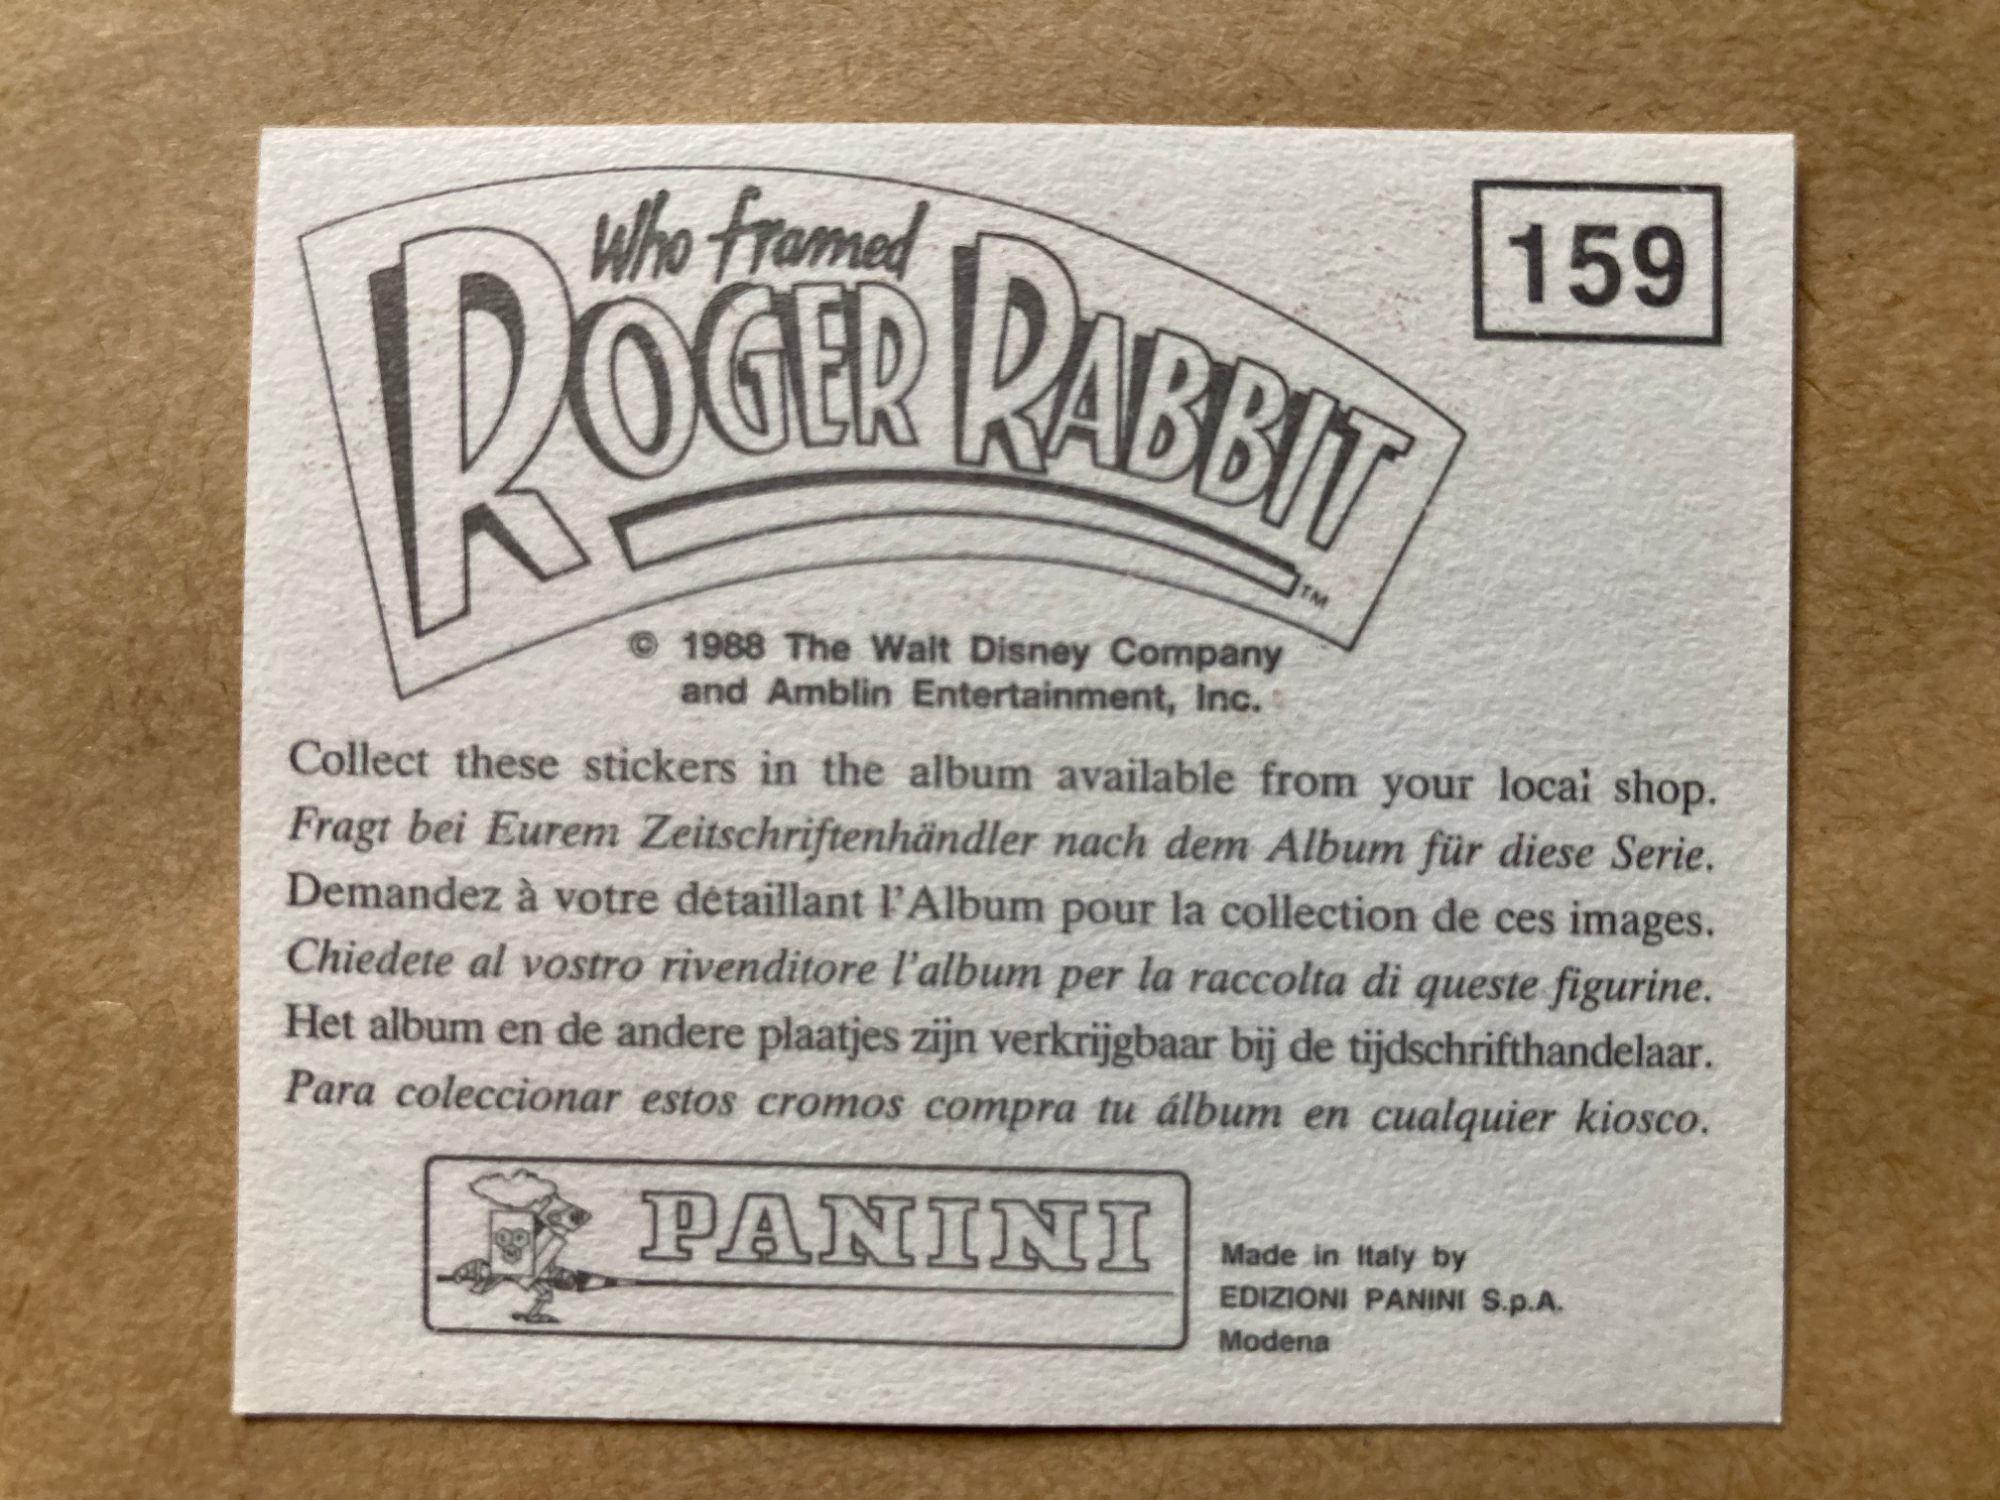 Who framed
ROGER RABBIT
TM
159
© 1988 The Walt Disney Company
and Amblin Entertainment, Inc.
Collect these stickers in the album available from your local shop.
Fragt bei Eurem Zeitschriftenhändler nach dem Album für diese Serie.
Demandez à votre détaillant l'Album pour la collection de ces images.
Chiedete al vostro rivenditore l'album per la raccolta di queste figurine.
Het album en de andere plaatjes zijn verkrijgbaar bij de tijdschrifthandelaar.
Para coleccionar estos cromos compra tu álbum en cualquier kiosco.
PANINI
Made in Italy by
EDIZIONI PANINI S.p.A.
Modena